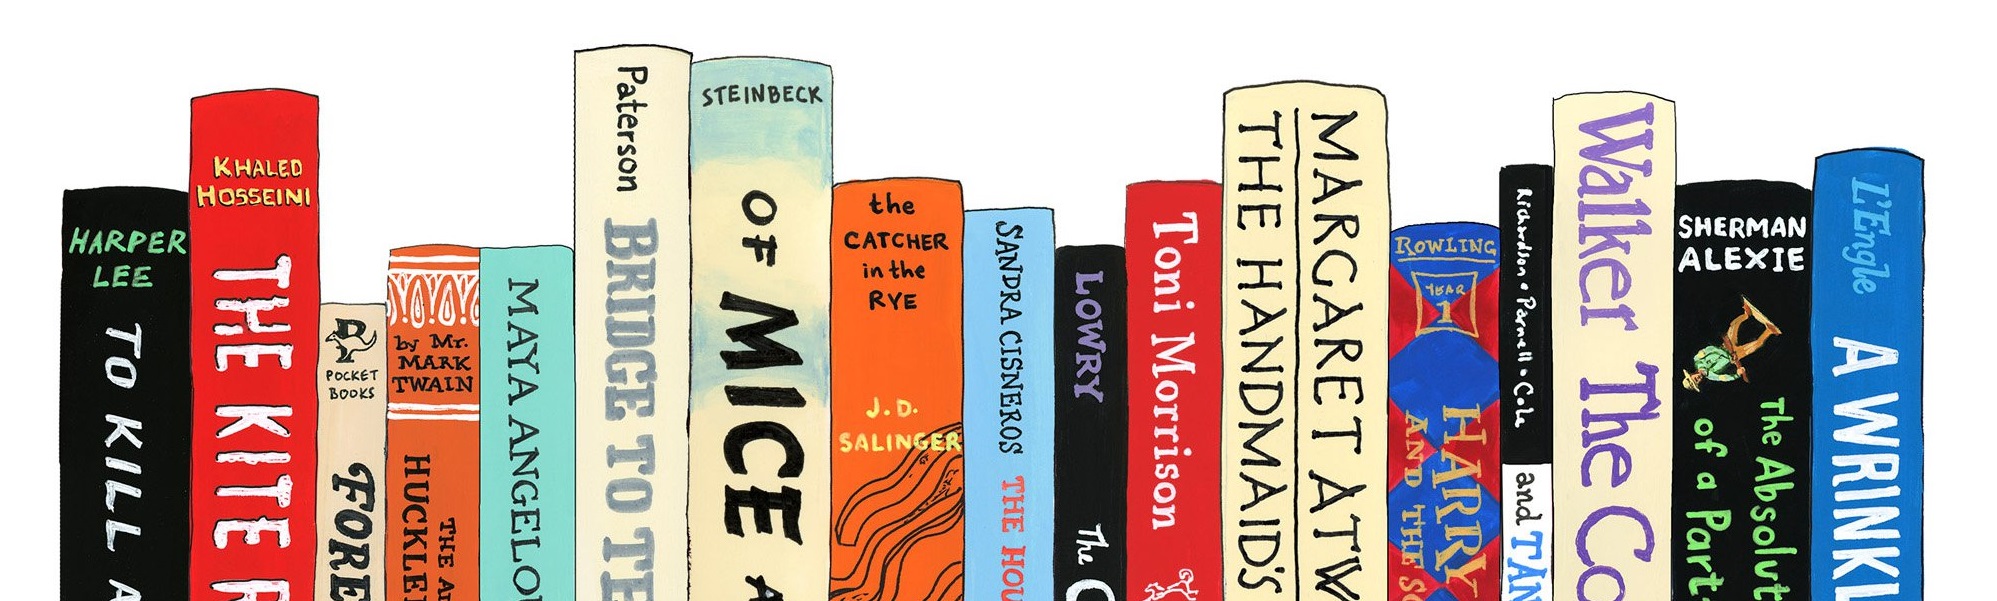 HARPER
LEE
TO KILL A
KHALED
HOSSEINI
THE KITE R
POCKET
BOOKS
FORE
by Mr.
MARK
TWAIN
THE AD
HUCKLE
MAYA ANGELOU
Paterson
BRIDGE TO TE
STEINBECK
OF MICE A
the
CATCHER
in the
RYE
J.D.
SALINGER
SANDRA CISNEROS THE HOU
LOWRY
The G
Toni Morrison
MARGARET ATW
THE HANDMAID'S
ROWLING
YEAR
1
HARRY
AND THE SO
Richardson • Parnell • Cole
and TAN
Walker The Co
SHERMAN
ALEXIE
The Absolut
of a Part-
L'Engle
A WRINKL